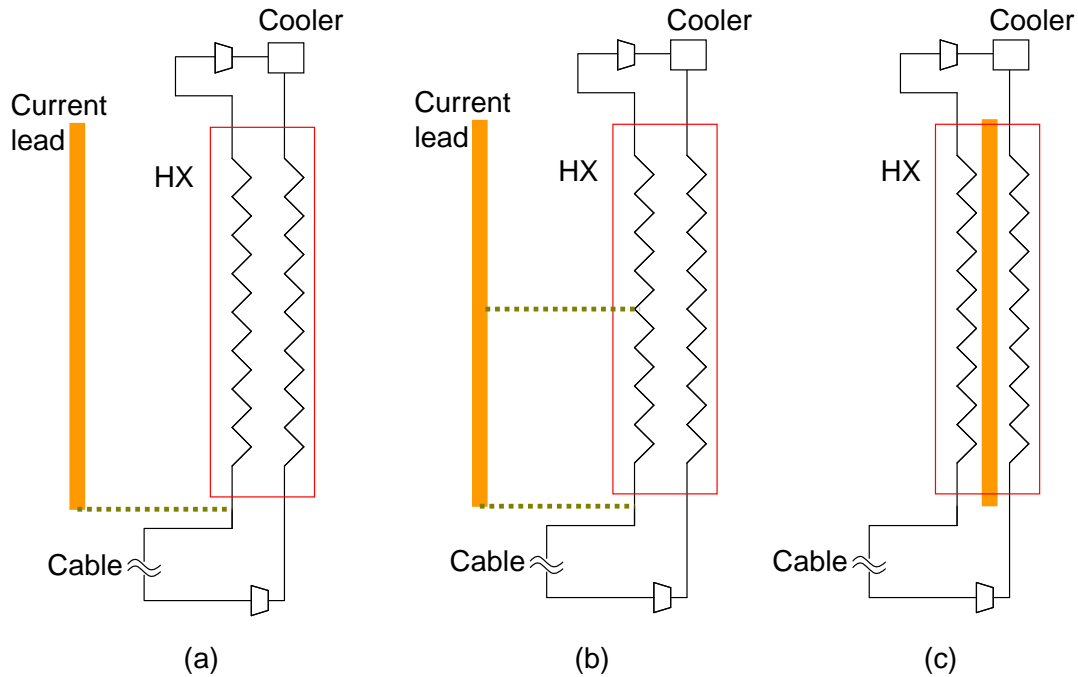 Cooler
Current
lead
HX
Cable
(a)
Cooler
Current
lead
HX
Cable
(b)
Cooler
HX
Cable
(c)